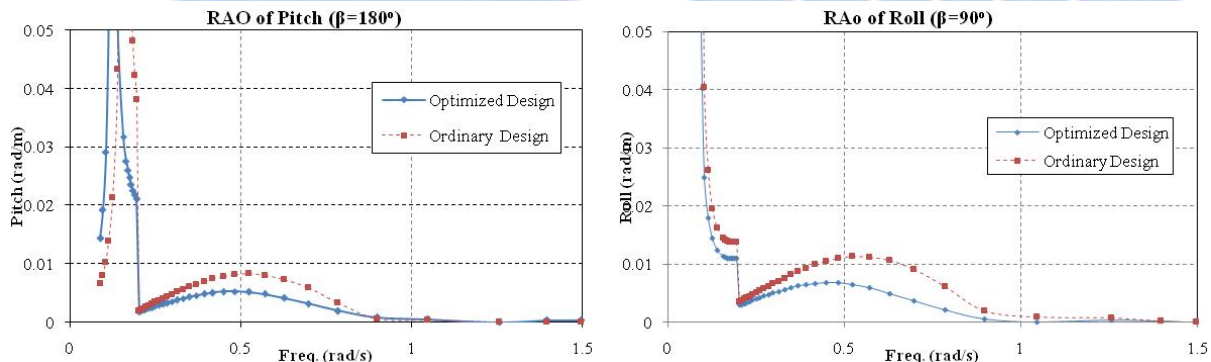 RAO of Pitch (β=180°)
0.05
0.04
0.03
0.02
0.01
0
Pitch (rad/m)
Optimized Design
Ordinary Design
0
0.5
1
1.5
Freq. (rad/s)
RAo of Roll (β=90°)
0.05
0.04
0.03
0.02
0.01
0
Roll (rad/m)
Optimized Design
Ordinary Design
0
0.5
1
1.5
Freq. (rad/s)